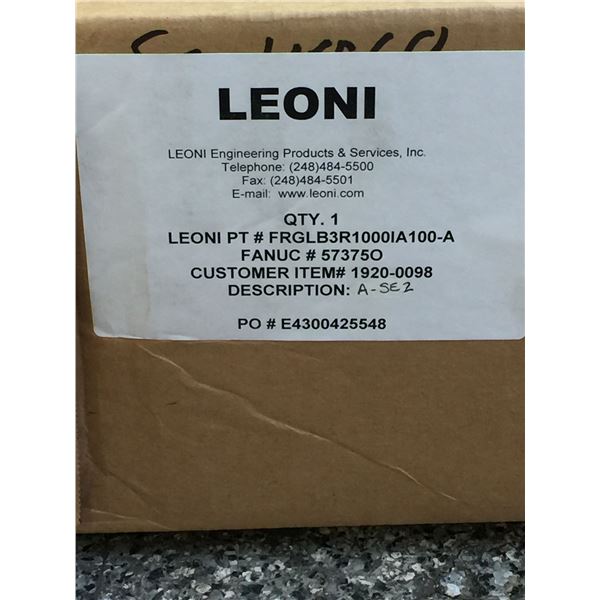 LEONI
LEONI Engineering Products & Services, Inc.
Telephone: (248)484-5500
Fax: (248)484-5501
E-mail: www.leoni.com
QTY. 1
LEONI PT # FRGLB3R1000IA100-A
FANUC # 57375O
CUSTOMER ITEM# 1920-0098
DESCRIPTION: A-SE2
PO # E4300425548